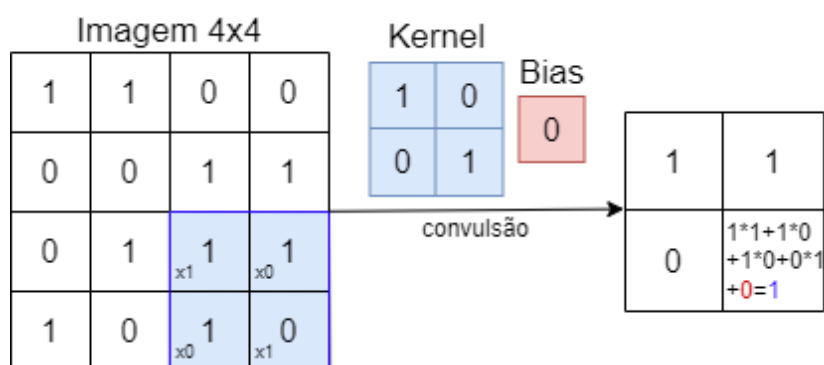 Imagem 4x4
Kernel
Bias
1 1 0 0
0 0 1 1
0 1 x1 1 x0 1
1 0 x0 1 x1 0
1 0
0 1
0
convulsão
1 1
0
1*1+1*0
+1*0+0*1
+0=1